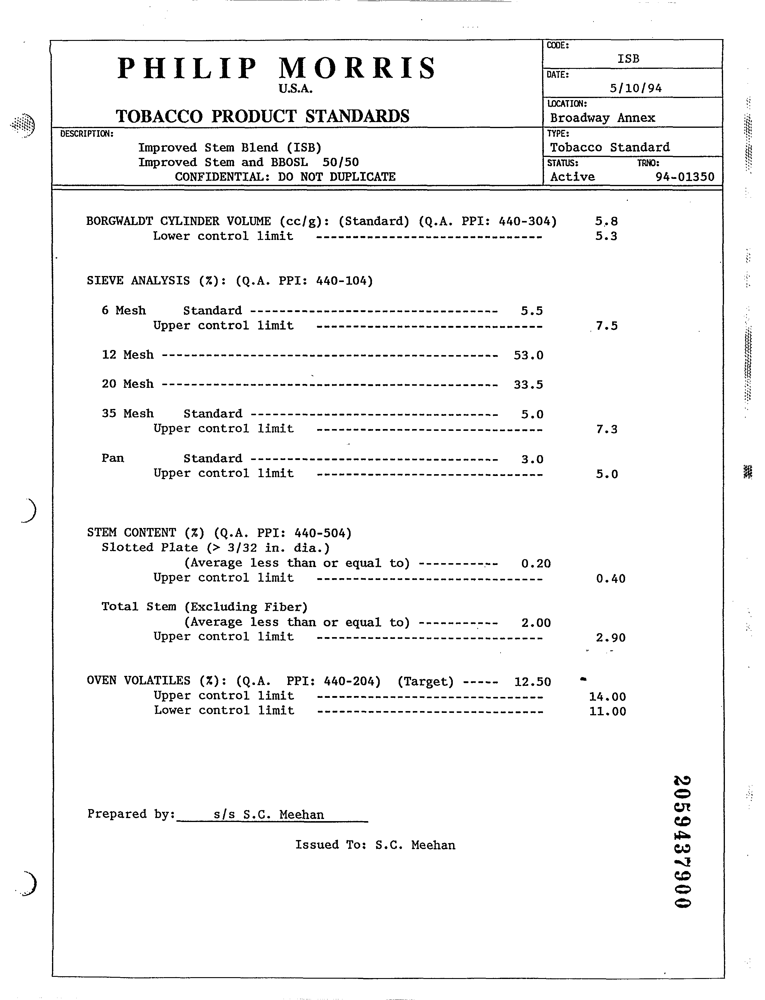 PHILIP MORRIS
U.S.A.
TOBACCO PRODUCT STANDARDS
CODE:
ISB
DATE:
5/10/94
LOCATION:
Broadway Annex
DESCRIPTION:
Improved Stem Blend (ISB)
Improved Stem and BBOSL 50/50
CONFIDENTIAL: DO NOT DUPLICATE
TYPE:
Tobacco Standard
STATUS: TRNO:
Active 94-01350
BORGWALDT CYLINDER VOLUME (cc/g): (Standard) (Q.A. PPI: 440-304) 5.8
Lower control limit ------------------------------- 5.3
SIEVE ANALYSIS (%): (Q.A. PPI: 440-104)
6 Mesh Standard ---------------------------------- 5.5
Upper control limit ------------------------------- 7.5
12 Mesh ---------------------------------------------- 53.0
20 Mesh ---------------------------------------------- 33.5
35 Mesh Standard ---------------------------------- 5.0
Upper control limit ------------------------------- 7.3
Pan Standard ---------------------------------- 3.0
Upper control limit ------------------------------- 5.0
STEM CONTENT (%) (Q.A. PPI: 440-504)
Slotted Plate (> 3/32 in. dia.)
(Average less than or equal to) ----------- 0.20
Upper control limit ------------------------------- 0.40
Total Stem (Excluding Fiber)
(Average less than or equal to) ----------- 2.00
Upper control limit ------------------------------- 2.90
OVEN VOLATILES (%): (Q.A. PPI: 440-204) (Target) ----- 12.50
Upper control limit ------------------------------- 14.00
Lower control limit ------------------------------- 11.00
Prepared by: s/s S.C. Meehan
Issued To: S.C. Meehan
2059437900